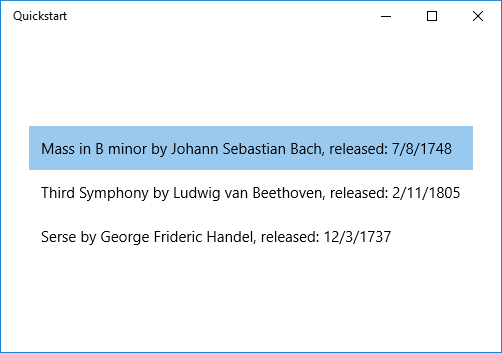 Quickstart
Mass in B minor by Johann Sebastian Bach, released: 7/8/1748
Third Symphony by Ludwig van Beethoven, released: 2/11/1805
Serse by George Frideric Handel, released: 12/3/1737